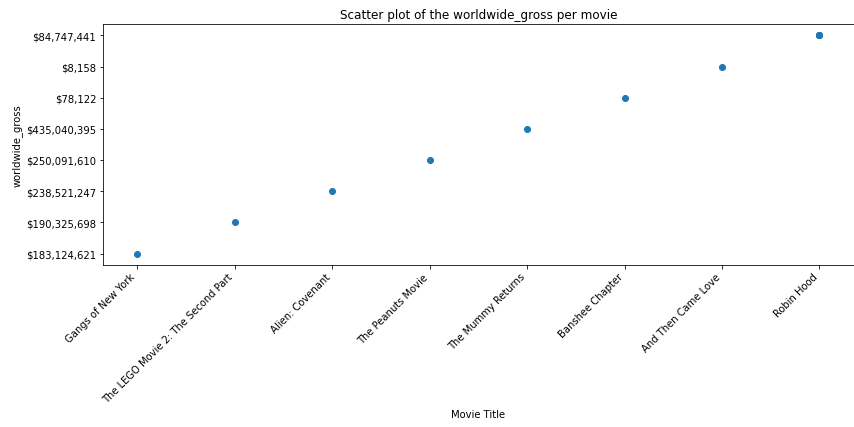 Scatter plot of the worldwide_gross per movie
worldwide_gross
$84,747,441
$8,158
$78,122
$435,040,395
$250,091,610
$238,521,247
$190,325,698
$183,124,621
Gangs of New York
The LEGO Movie 2: The Second Part
Alien: Covenant
The Peanuts Movie
The Mummy Returns
Banshee Chapter
And Then Came Love
Robin Hood
Movie Title